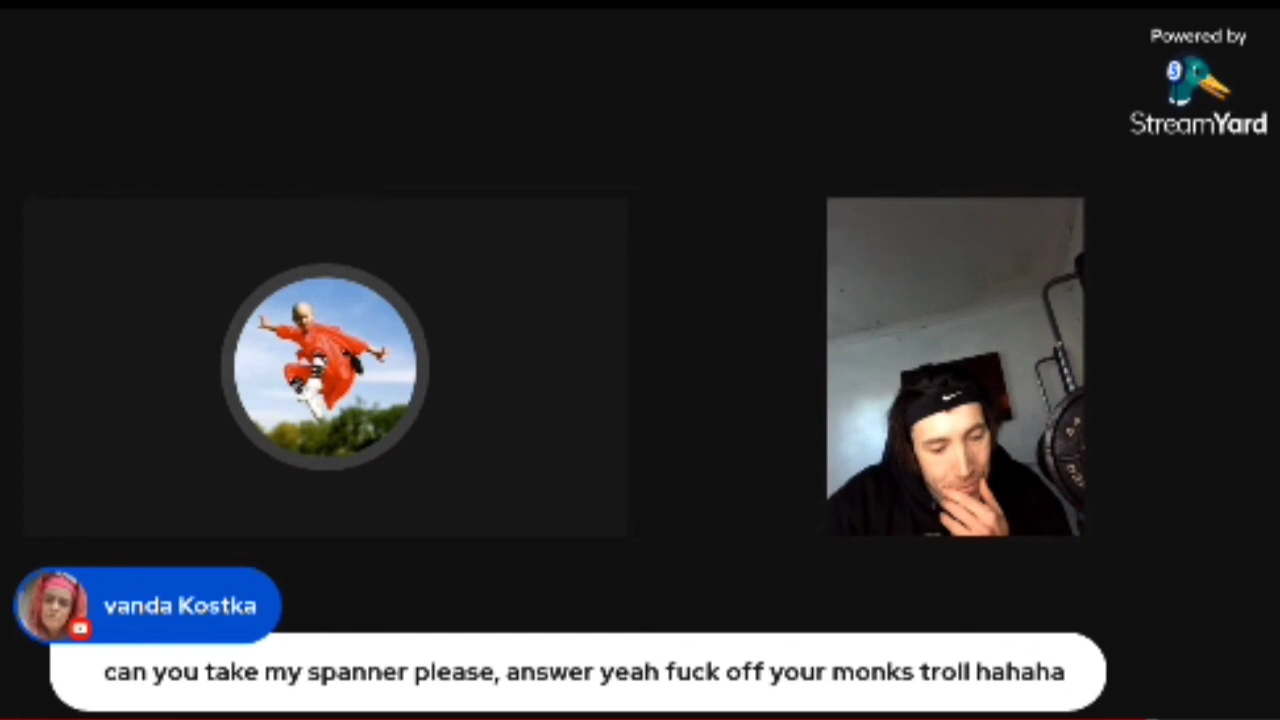 Powered by
StreamYard
vanda Kostka
can you take my spanner please, answer yeah fuck off your monks troll hahaha